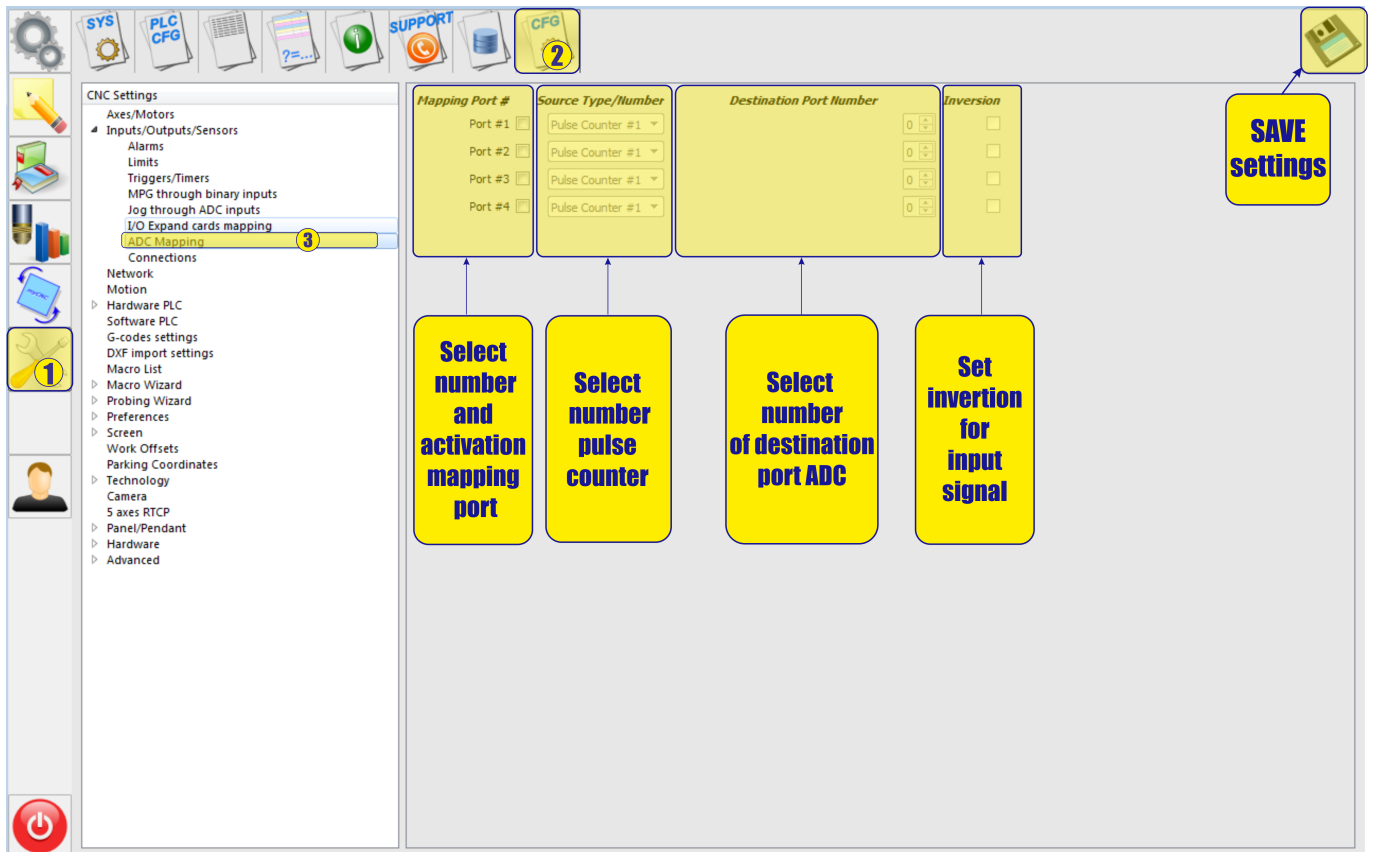 SYS
PLC
CFG
?=...
SUPPORT
CFG
2
CNC Settings
Axes/Motors
Inputs/Outputs/Sensors
Alarms
Limits
Triggers/Timers
MPG through binary inputs
Jog through ADC inputs
I/O Expand cards mapping
ADC Mapping
3
Connections
Network
Motion
Hardware PLC
Software PLC
G-codes settings
DXF import settings
Macro List
Macro Wizard
Probing Wizard
Preferences
Screen
Work Offsets
Parking Coordinates
Technology
Camera
5 axes RTCP
Panel/Pendant
Hardware
Advanced
myCNC
1
Mapping Port # Source Type/Number Destination Port Number Inversion
Port #1 Pulse Counter #1 0
Port #2 Pulse Counter #1 0
Port #3 Pulse Counter #1 0
Port #4 Pulse Counter #1 0
Select
number
and
activation
mapping
port
Select
number
pulse
counter
Select
number
of destination
port ADC
Set
invertion
for
input
signal
SAVE
settings